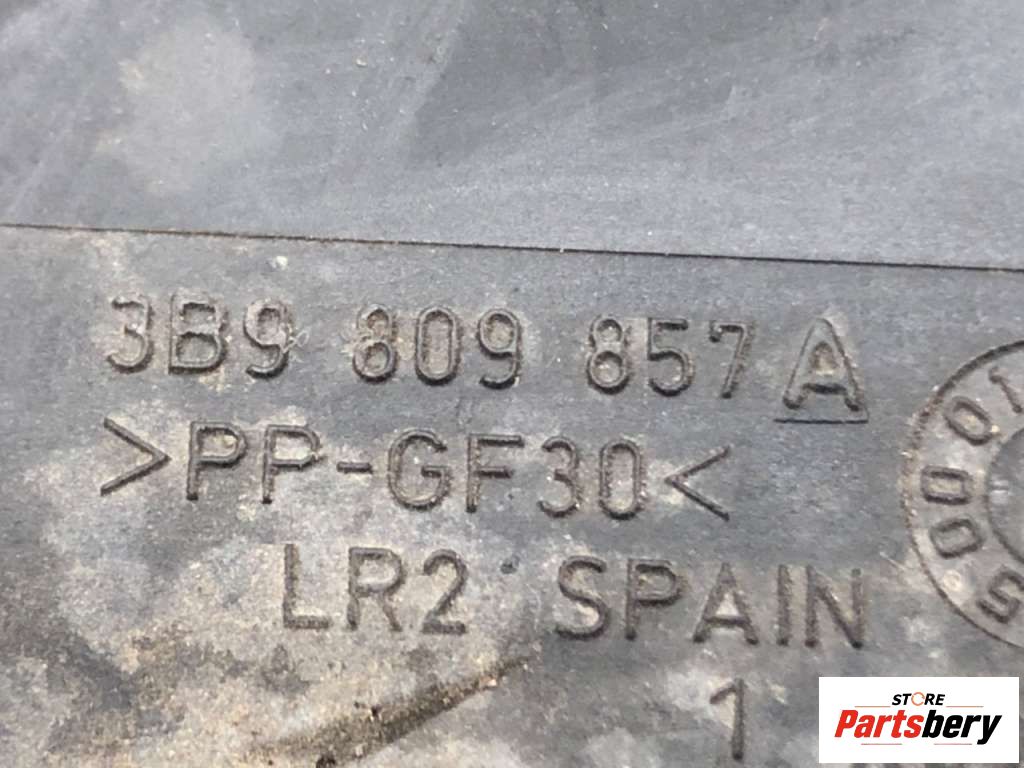 3B9 809 857 A
>PP-GF30<
LR2 SPAIN
1
STORE
Partsbery